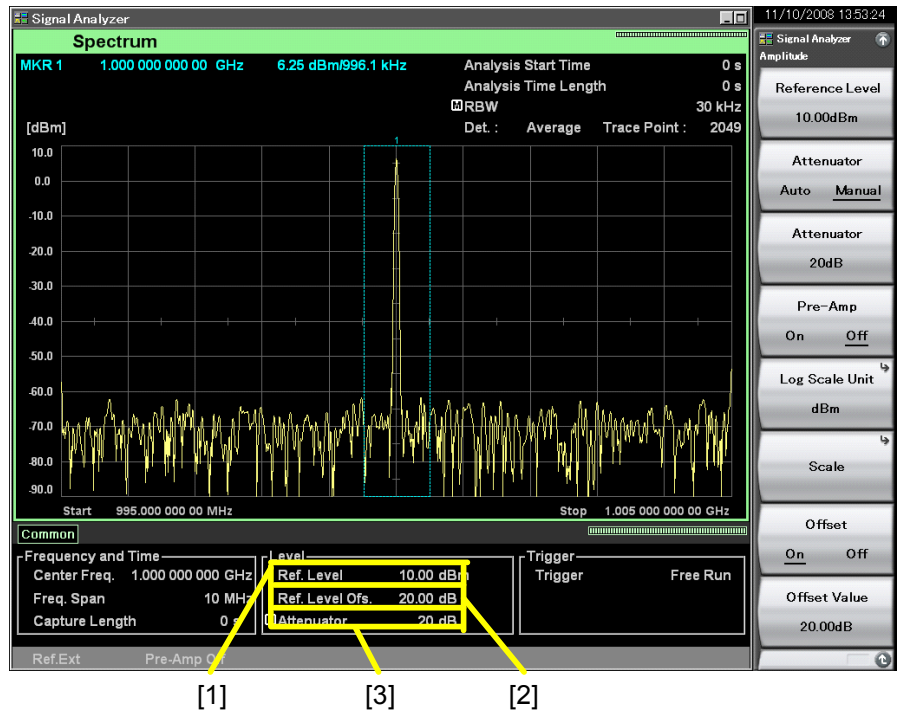 Signal Analyzer
11/10/2008 13:53:24
Spectrum
MKR 1 1.000 000 000 00 GHz 6.25 dBm/996.1 kHz
Analysis Start Time 0 s
Analysis Time Length 0 s
M RBW 30 kHz
[dBm]
Det. : Average Trace Point : 2049
1
10.0
0.0
-10.0
-20.0
-30.0
-40.0
-50.0
-60.0
-70.0
-80.0
-90.0
Start 995.000 000 00 MHz
Stop 1.005 000 000 00 GHz
Common
Frequency and Time
Center Freq. 1.000 000 000 GHz
Freq. Span 10 MHz
Capture Length 0 s
Level
Ref. Level 10.00 dBm
Ref. Level Ofs. 20.00 dB
Attenuator 20 dB
Trigger
Trigger Free Run
Ref.Ext Pre-Amp Off
Signal Analyzer
Amplitude
Reference Level
10.00dBm
Attenuator
Auto Manual
Attenuator
20dB
Pre-Amp
On Off
Log Scale Unit
dBm
Scale
Offset
On Off
Offset Value
20.00dB
[1]
[3]
[2]